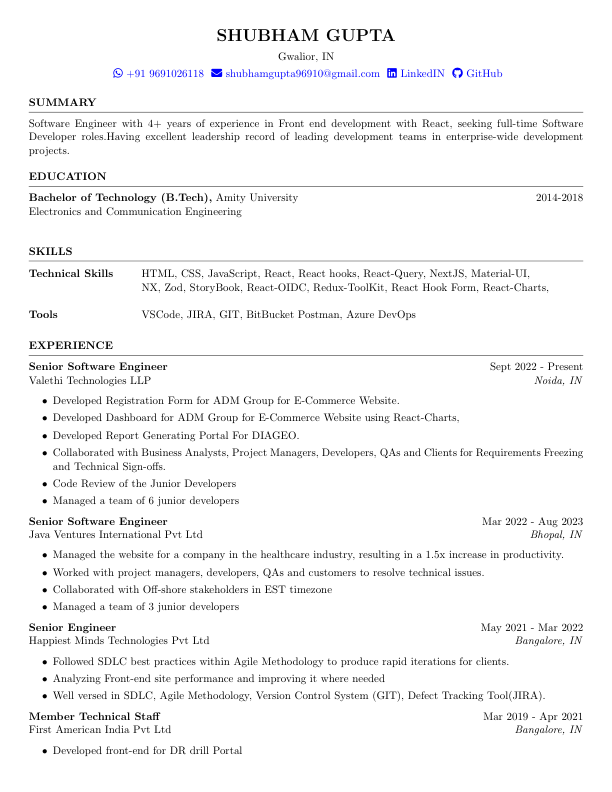 SHUBHAM GUPTA
Gwalior, IN
+91 9691026118 shubhamgupta96910@gmail.com LinkedIn GitHub
SUMMARY
Software Engineer with 4+ years of experience in Front end development with React, seeking full-time Software
Developer roles.Having excellent leadership record of leading development teams in enterprise-wide development
projects.
EDUCATION
Bachelor of Technology (B.Tech), Amity University 2014-2018
Electronics and Communication Engineering
SKILLS
Technical Skills HTML, CSS, JavaScript, React, React hooks, React-Query, NextJS, Material-UI,
NX, Zod, StoryBook, React-OIDC, Redux-ToolKit, React Hook Form, React-Charts,
Tools VSCode, JIRA, GIT, BitBucket Postman, Azure DevOps
EXPERIENCE
Senior Software Engineer Sept 2022 - Present
Valethi Technologies LLP Noida, IN
• Developed Registration Form for ADM Group for E-Commerce Website.
• Developed Dashboard for ADM Group for E-Commerce Website using React-Charts,
• Developed Report Generating Portal For DIAGEO.
• Collaborated with Business Analysts, Project Managers, Developers, QAs and Clients for Requirements Freezing
and Technical Sign-offs.
• Code Review of the Junior Developers
• Managed a team of 6 junior developers
Senior Software Engineer Mar 2022 - Aug 2023
Java Ventures International Pvt Ltd Bhopal, IN
• Managed the website for a company in the healthcare industry, resulting in a 1.5x increase in productivity.
• Worked with project managers, developers, QAs and customers to resolve technical issues.
• Collaborated with Off-shore stakeholders in EST timezone
• Managed a team of 3 junior developers
Senior Engineer May 2021 - Mar 2022
Happiest Minds Technologies Pvt Ltd Bangalore, IN
• Followed SDLC best practices within Agile Methodology to produce rapid iterations for clients.
• Analyzing Front-end site performance and improving it where needed
• Well versed in SDLC, Agile Methodology, Version Control System (GIT), Defect Tracking Tool(JIRA).
Member Technical Staff Mar 2019 - Apr 2021
First American India Pvt Ltd Bangalore, IN
• Developed front-end for DR drill Portal